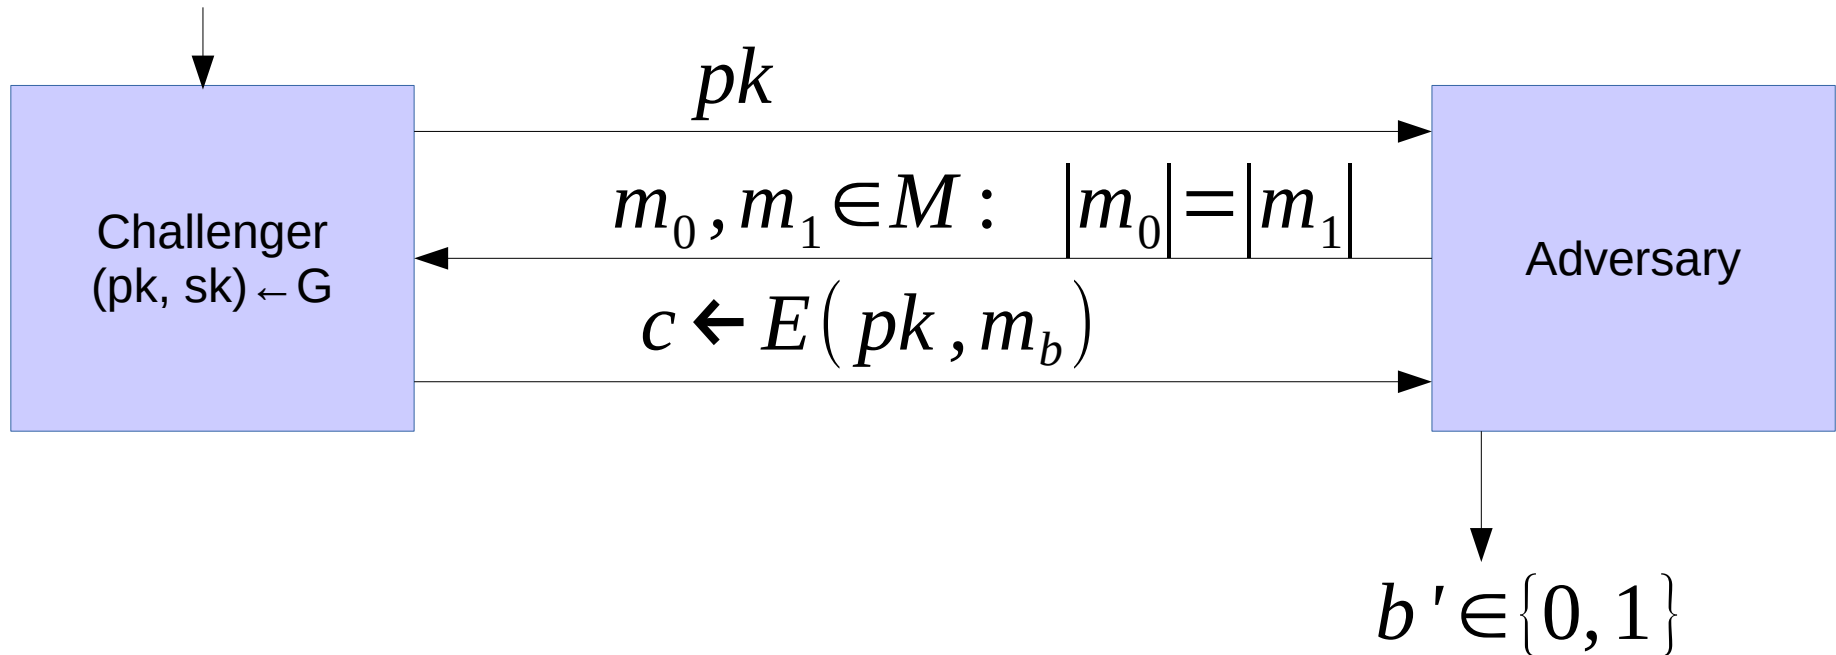 pk
m₀ , m₁ ∈ M :   |m₀| = |m₁|
Challenger
(pk, sk)←G
Adversary
c ← E( pk , m_b )
b ' ∈ {0, 1}